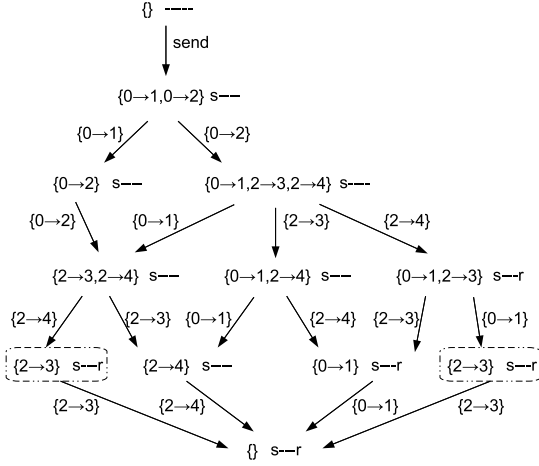 {} -----
send
{0→1,0→2} s----
{0→1} {0→2}
{0→2} s----
{0→1,2→3,2→4} s----
{0→2} {0→1} {2→3} {2→4}
{2→3,2→4} s----
{0→1,2→4} s----
{0→1,2→3} s---r
{2→4} {2→3} {0→1} {2→4} {2→3} {0→1}
{2→3} s---r
{2→4} s----
{0→1} s---r
{2→3} s---r
{2→3} {2→4} {0→1} {2→3}
{} s---r